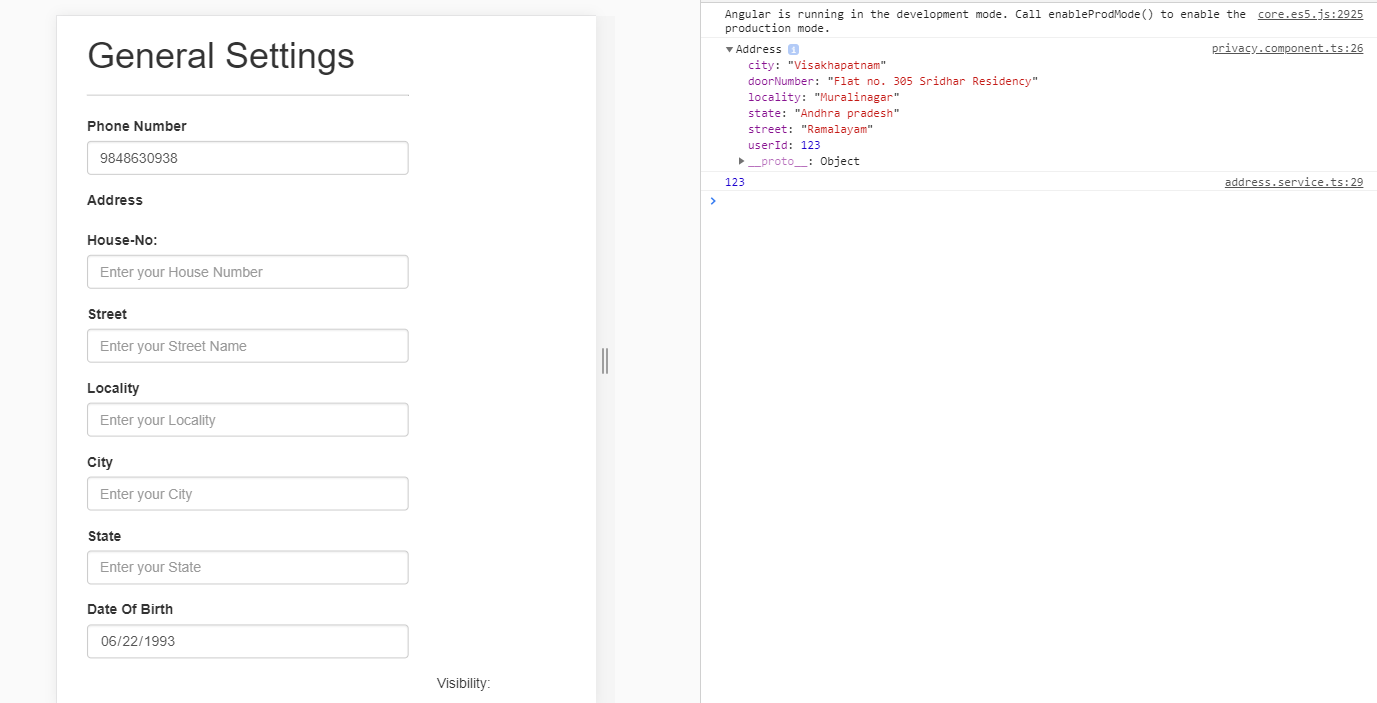 General Settings
Phone Number
9848630938
Address
House-No:
Enter your House Number
Street
Enter your Street Name
Locality
Enter your Locality
City
Enter your City
State
Enter your State
Date Of Birth
06/22/1993
Visibility:
Angular is running in the development mode. Call enableProdMode() to enable the core.es5.js:2925
production mode.
Address i privacy.component.ts:26
city: "Visakhapatnam"
doorNumber: "Flat no. 305 Sridhar Residency"
locality: "Muralinagar"
state: "Andhra pradesh"
street: "Ramalayam"
userId: 123
__proto__: Object
123 address.service.ts:29